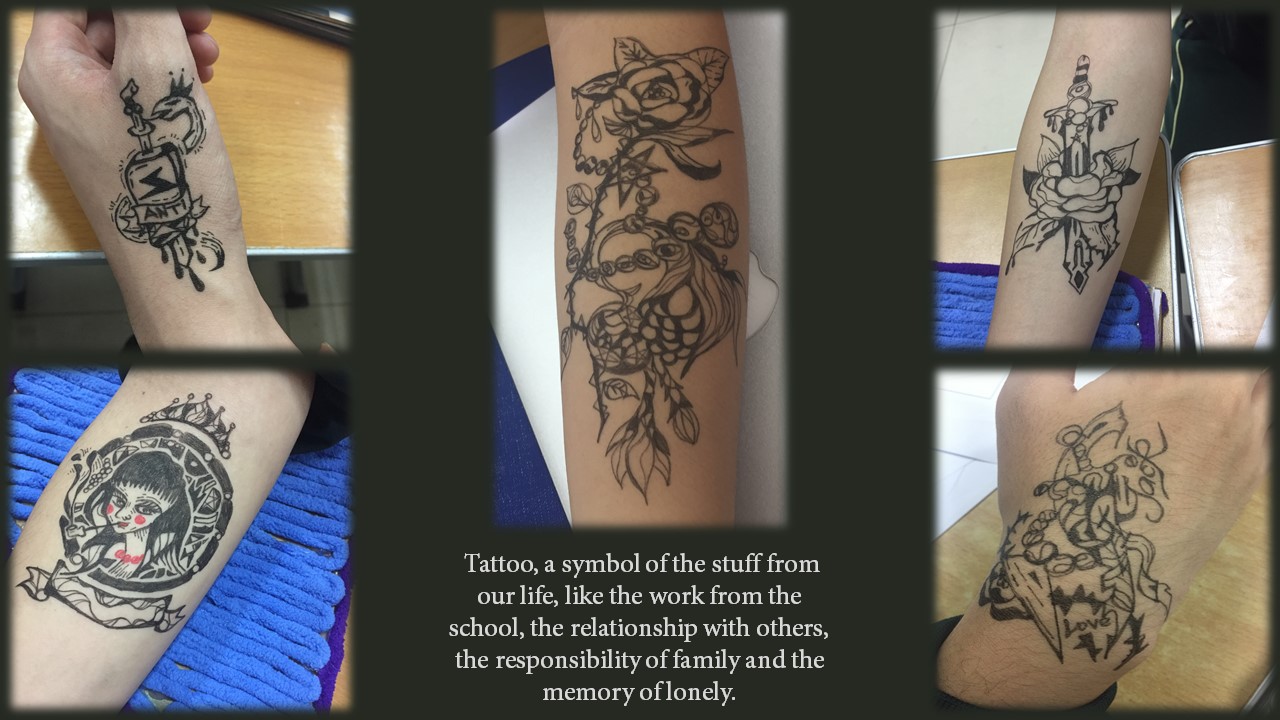 ANTI
Tattoo, a symbol of the stuff from
our life, like the work from the
school, the relationship with others,
the responsibility of family and the
memory of lonely.
LOVE